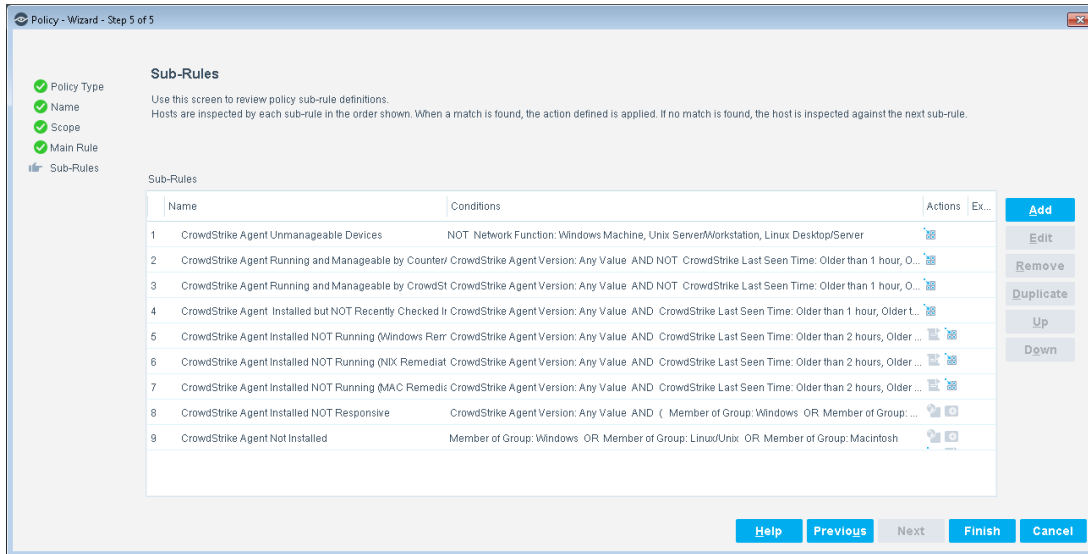 Policy - Wizard - Step 5 of 5
Policy Type
Name
Scope
Main Rule
Sub-Rules
Sub-Rules
Use this screen to review policy sub-rule definitions.
Hosts are inspected by each sub-rule in the order shown. When a match is found, the action defined is applied. If no match is found, the host is inspected against the next sub-rule.
Sub-Rules
Name Conditions Actions Ex...
1 CrowdStrike Agent Unmanageable Devices NOT Network Function: Windows Machine, Unix Server/Workstation, Linux Desktop/Server
2 CrowdStrike Agent Running and Manageable by Counter CrowdStrike Agent Version: Any Value AND NOT CrowdStrike Last Seen Time: Older than 1 hour, O...
3 CrowdStrike Agent Running and Manageable by CrowdSt CrowdStrike Agent Version: Any Value AND NOT CrowdStrike Last Seen Time: Older than 1 hour, O...
4 CrowdStrike Agent Installed but NOT Recently Checked Ir CrowdStrike Agent Version: Any Value AND CrowdStrike Last Seen Time: Older than 1 hour, Older t...
5 CrowdStrike Agent Installed NOT Running (Windows Rem CrowdStrike Agent Version: Any Value AND CrowdStrike Last Seen Time: Older than 2 hours, Older ...
6 CrowdStrike Agent Installed NOT Running (NIX Remediat CrowdStrike Agent Version: Any Value AND CrowdStrike Last Seen Time: Older than 2 hours, Older ...
7 CrowdStrike Agent Installed NOT Running (MAC Remedia CrowdStrike Agent Version: Any Value AND CrowdStrike Last Seen Time: Older than 2 hours, Older ...
8 CrowdStrike Agent Installed NOT Responsive CrowdStrike Agent Version: Any Value AND ( Member of Group: Windows OR Member of Group: ...
9 CrowdStrike Agent Not Installed Member of Group: Windows OR Member of Group: Linux/Unix OR Member of Group: Macintosh
Add
Edit
Remove
Duplicate
Up
Down
Help Previous Next Finish Cancel